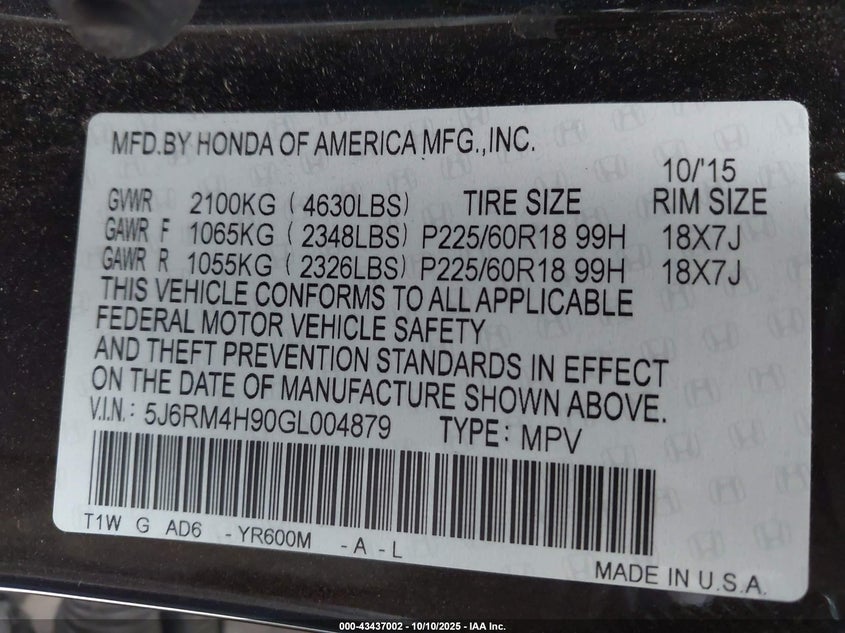 MFD.BY HONDA OF AMERICA MFG.,INC.
10/'15
GVWR 2100KG ( 4630LBS) TIRE SIZE RIM SIZE
GAWR F 1065KG ( 2348LBS) P225/60R18 99H 18X7J
GAWR R 1055KG ( 2326LBS) P225/60R18 99H 18X7J
THIS VEHICLE CONFORMS TO ALL APPLICABLE
FEDERAL MOTOR VEHICLE SAFETY
AND THEFT PREVENTION STANDARDS IN EFFECT
ON THE DATE OF MANUFACTURE SHOWN ABOVE.
V.I.N.: 5J6RM4H90GL004879 TYPE: MPV
T1W G AD6 - YR600M - A - L
MADE IN U.S.A.
000-43437002 - 10/10/2025 - IAA Inc.